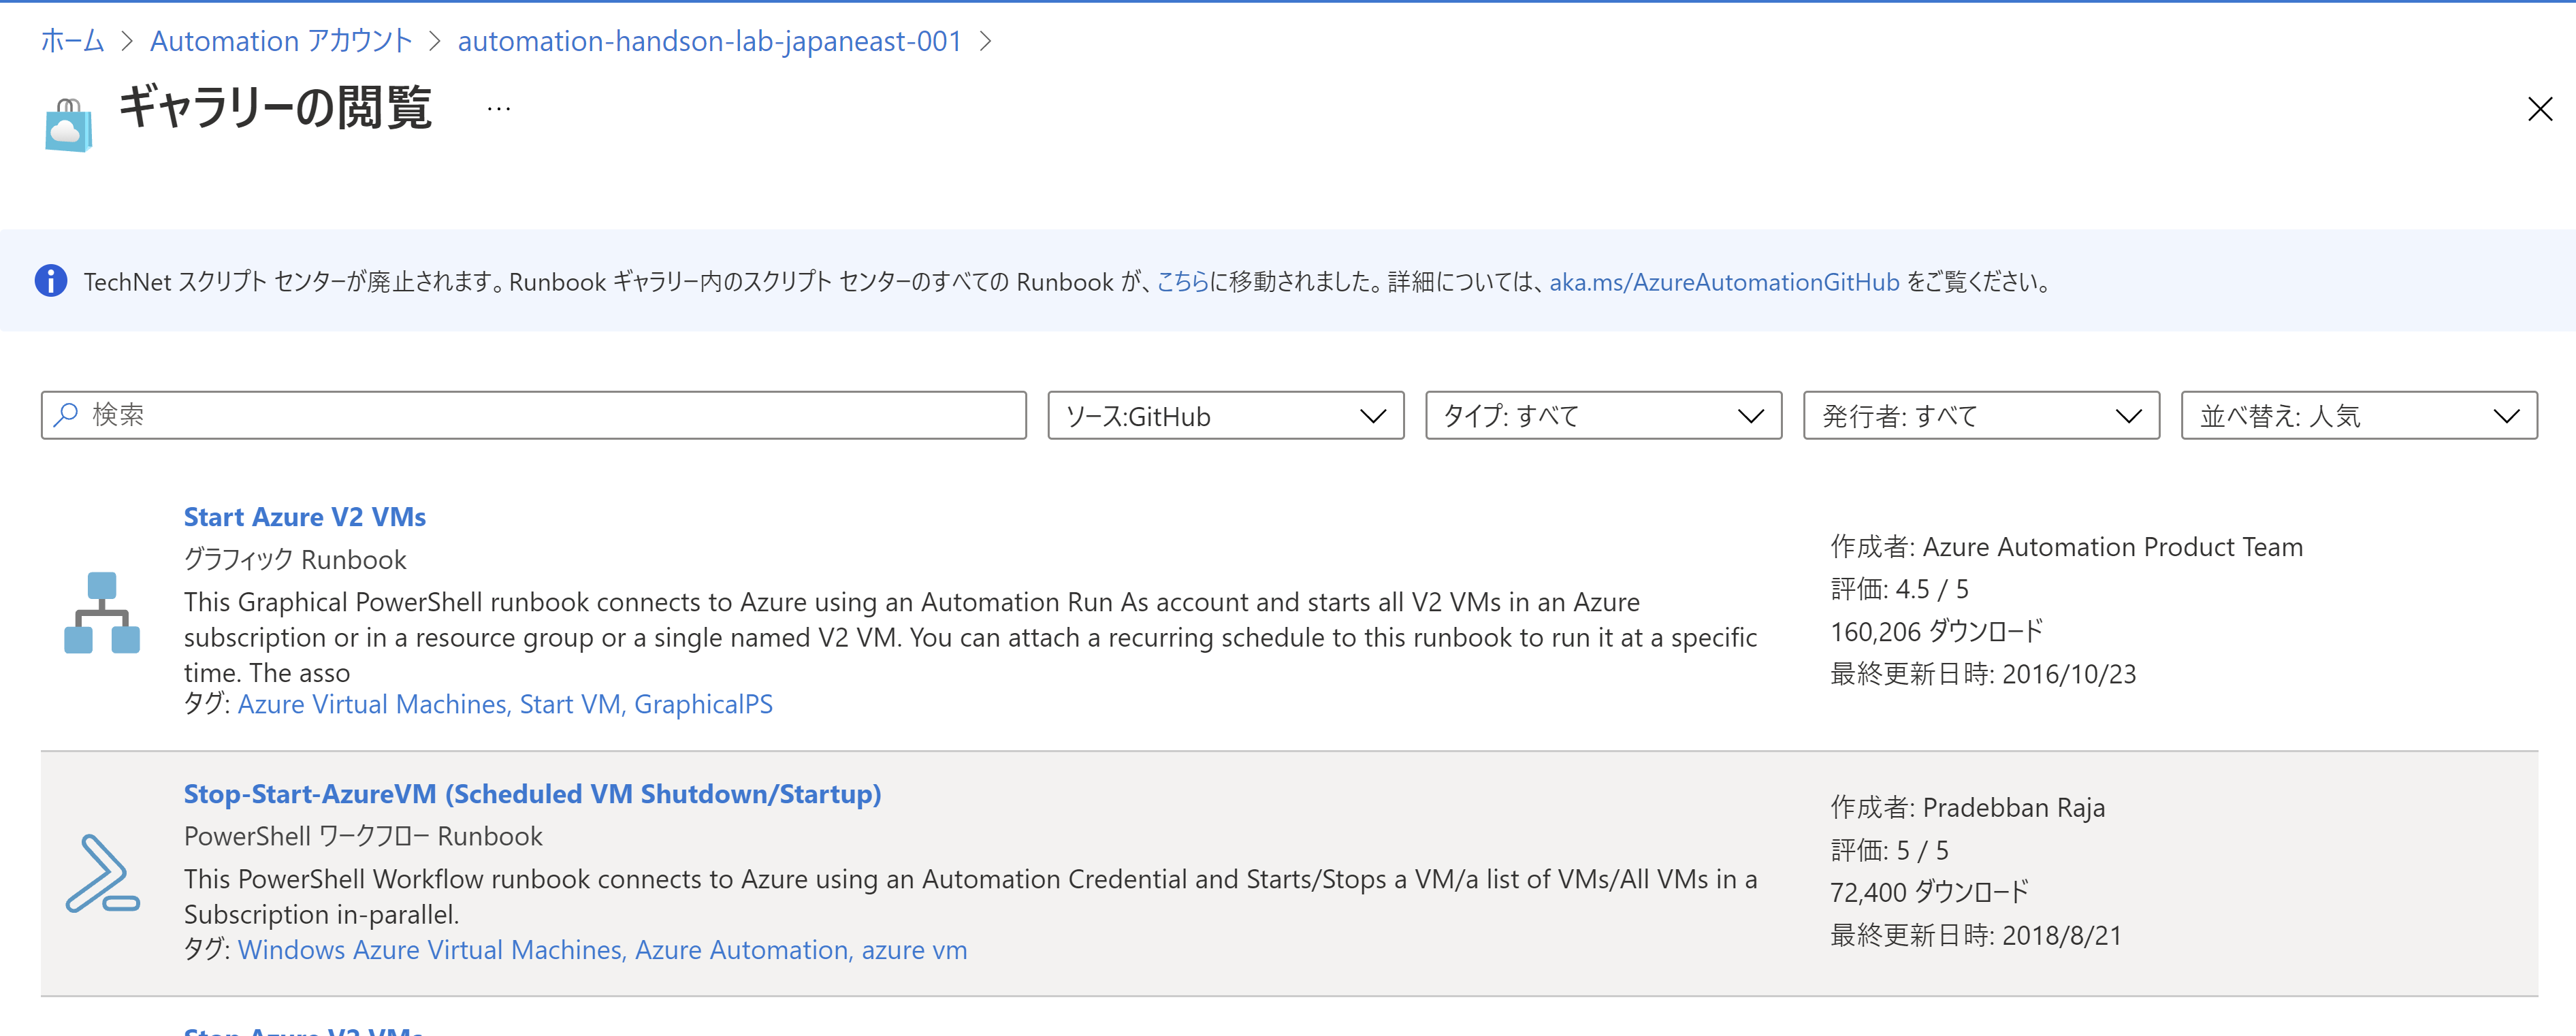 ホーム > Automation アカウント > automation-handson-lab-japaneast-001 >
ギャラリーの閲覧 ...
TechNet スクリプト センターが廃止されます。Runbook ギャラリー内のスクリプト センターのすべての Runbook が、こちらに移動されました。詳細については、aka.ms/AzureAutomationGitHub をご覧ください。
検索
ソース:GitHub
タイプ: すべて
発行者: すべて
並べ替え: 人気
Start Azure V2 VMs
グラフィック Runbook
This Graphical PowerShell runbook connects to Azure using an Automation Run As account and starts all V2 VMs in an Azure
subscription or in a resource group or a single named V2 VM. You can attach a recurring schedule to this runbook to run it at a specific
time. The asso
タグ: Azure Virtual Machines, Start VM, GraphicalPS
作成者: Azure Automation Product Team
評価: 4.5 / 5
160,206 ダウンロード
最終更新日時: 2016/10/23
Stop-Start-AzureVM (Scheduled VM Shutdown/Startup)
PowerShell ワークフロー Runbook
This PowerShell Workflow runbook connects to Azure using an Automation Credential and Starts/Stops a VM/a list of VMs/All VMs in a
Subscription in-parallel.
タグ: Windows Azure Virtual Machines, Azure Automation, azure vm
作成者: Pradebban Raja
評価: 5 / 5
72,400 ダウンロード
最終更新日時: 2018/8/21
Stop Azure V2 VMs